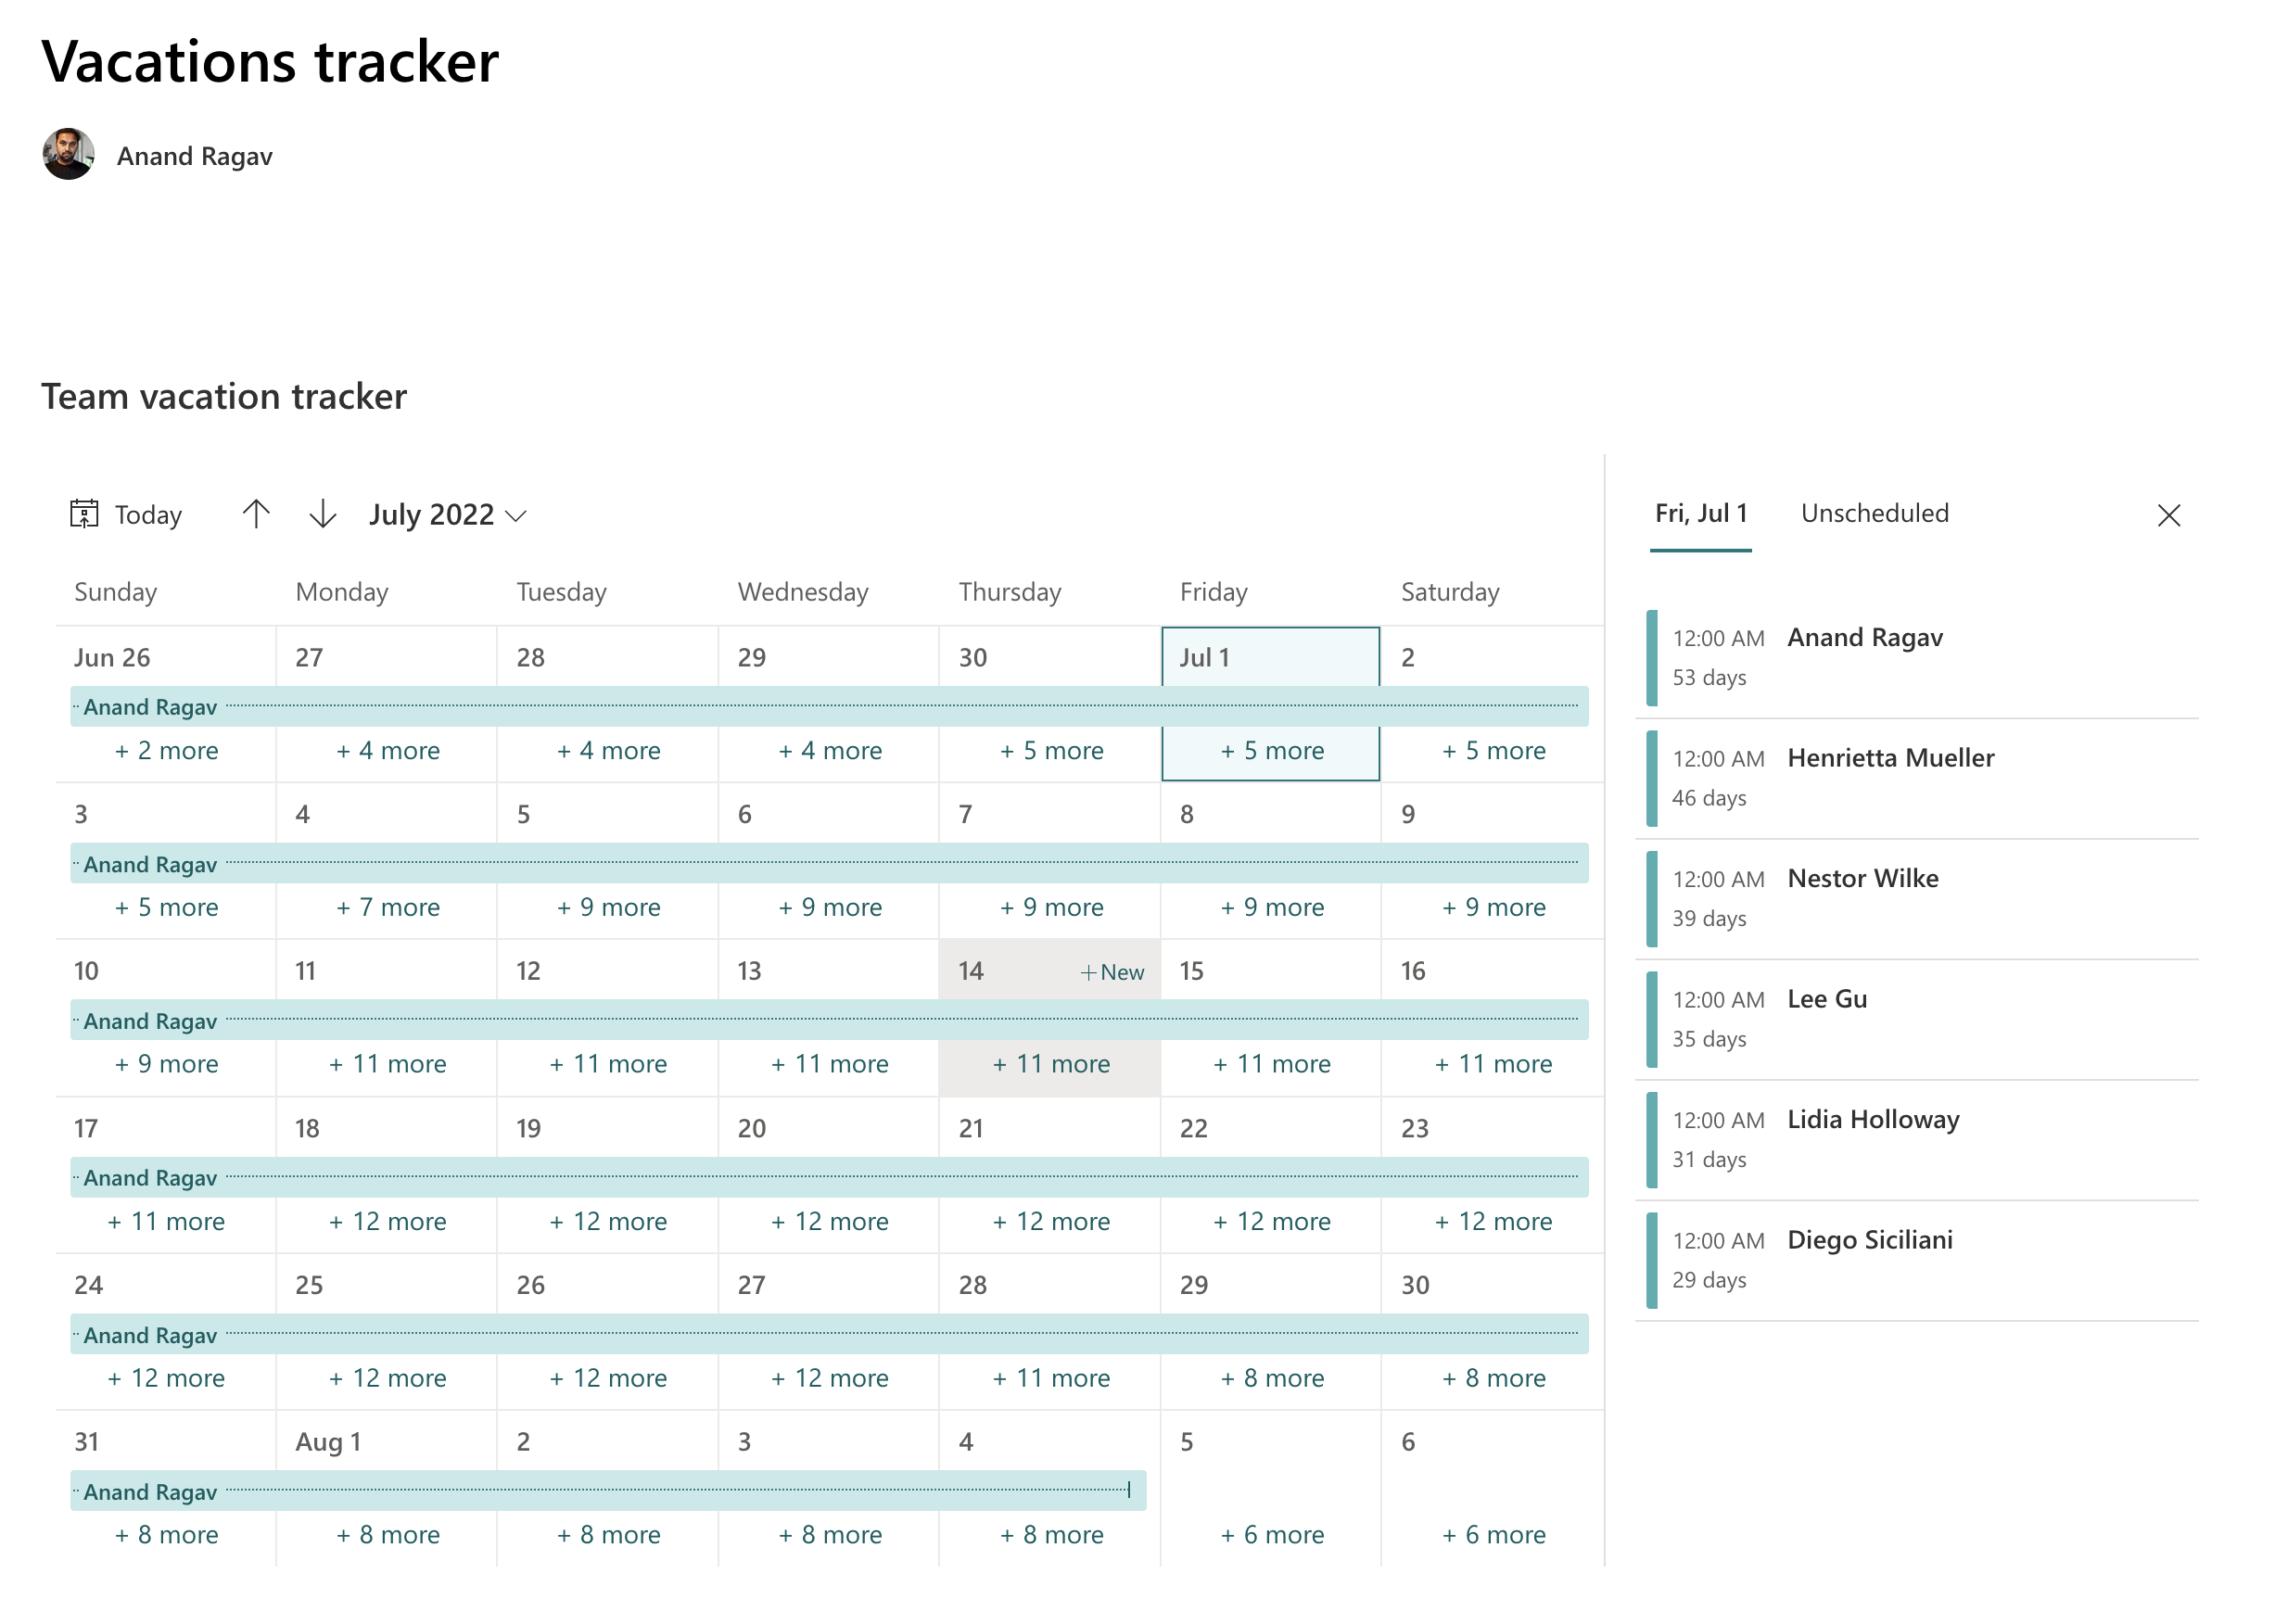 Vacations tracker
Anand Ragav
Team vacation tracker
Today July 2022
Sunday Monday Tuesday Wednesday Thursday Friday Saturday
Jun 26 27 28 29 30 Jul 1 2
Anand Ragav
+ 2 more + 4 more + 4 more + 4 more + 5 more + 5 more + 5 more
3 4 5 6 7 8 9
Anand Ragav
+ 5 more + 7 more + 9 more + 9 more + 9 more + 9 more + 9 more
10 11 12 13 14 +New 15 16
Anand Ragav
+ 9 more + 11 more + 11 more + 11 more + 11 more + 11 more + 11 more
17 18 19 20 21 22 23
Anand Ragav
+ 11 more + 12 more + 12 more + 12 more + 12 more + 12 more + 12 more
24 25 26 27 28 29 30
Anand Ragav
+ 12 more + 12 more + 12 more + 12 more + 11 more + 8 more + 8 more
31 Aug 1 2 3 4 5 6
Anand Ragav
+ 8 more + 8 more + 8 more + 8 more + 8 more + 6 more + 6 more
Fri, Jul 1 Unscheduled
12:00 AM Anand Ragav
53 days
12:00 AM Henrietta Mueller
46 days
12:00 AM Nestor Wilke
39 days
12:00 AM Lee Gu
35 days
12:00 AM Lidia Holloway
31 days
12:00 AM Diego Siciliani
29 days